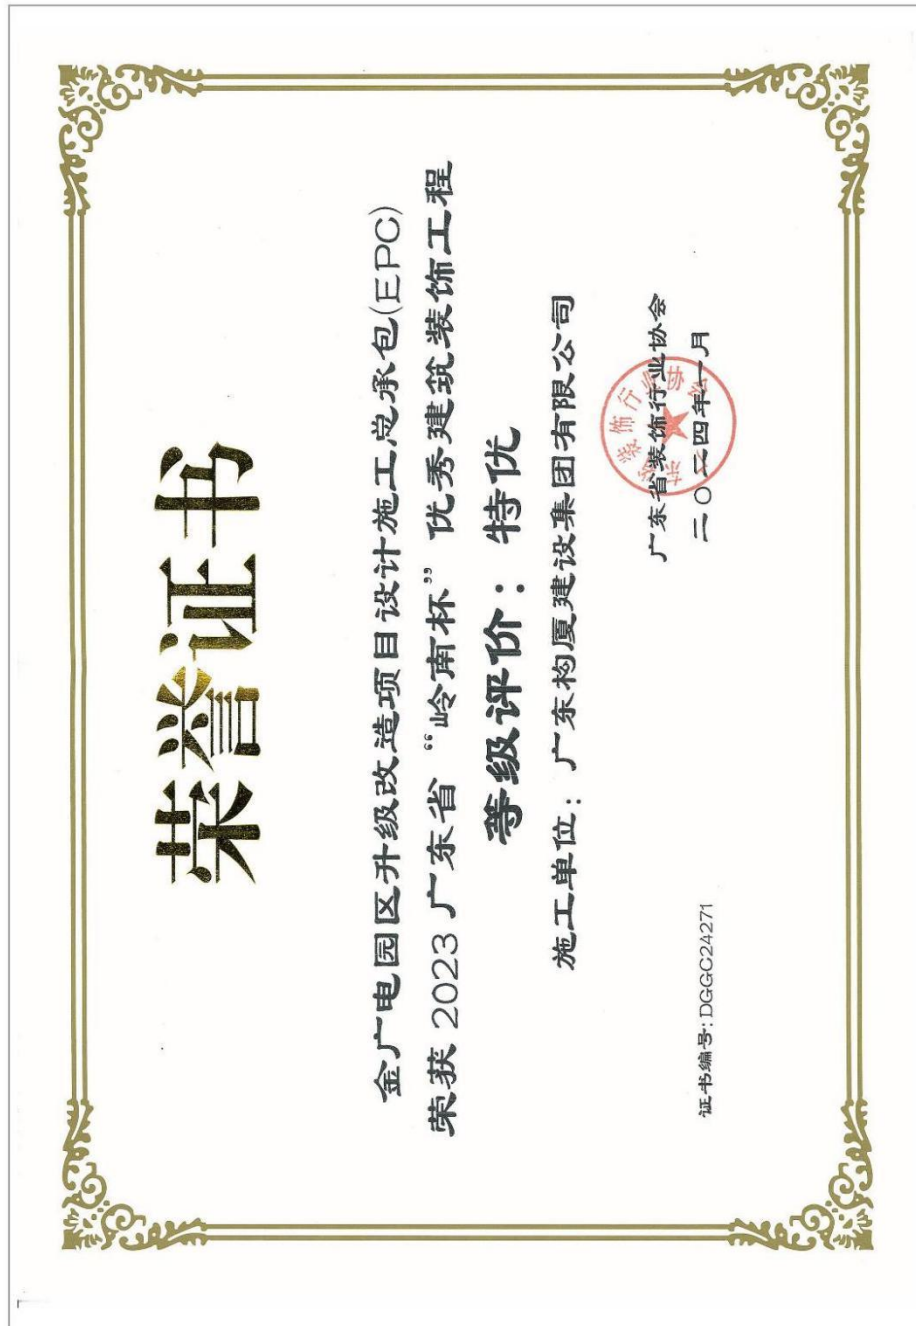 荣誉证书
金广电园区升级改造项目设计施工总承包(EPC)
荣获 2023 广东省“岭南杯”优秀建筑装饰工程
等级评价：特优
施工单位：广东构厦建设集团有限公司
广东省装饰行业协会
二〇二四年一月
证书编号: DGGC24271